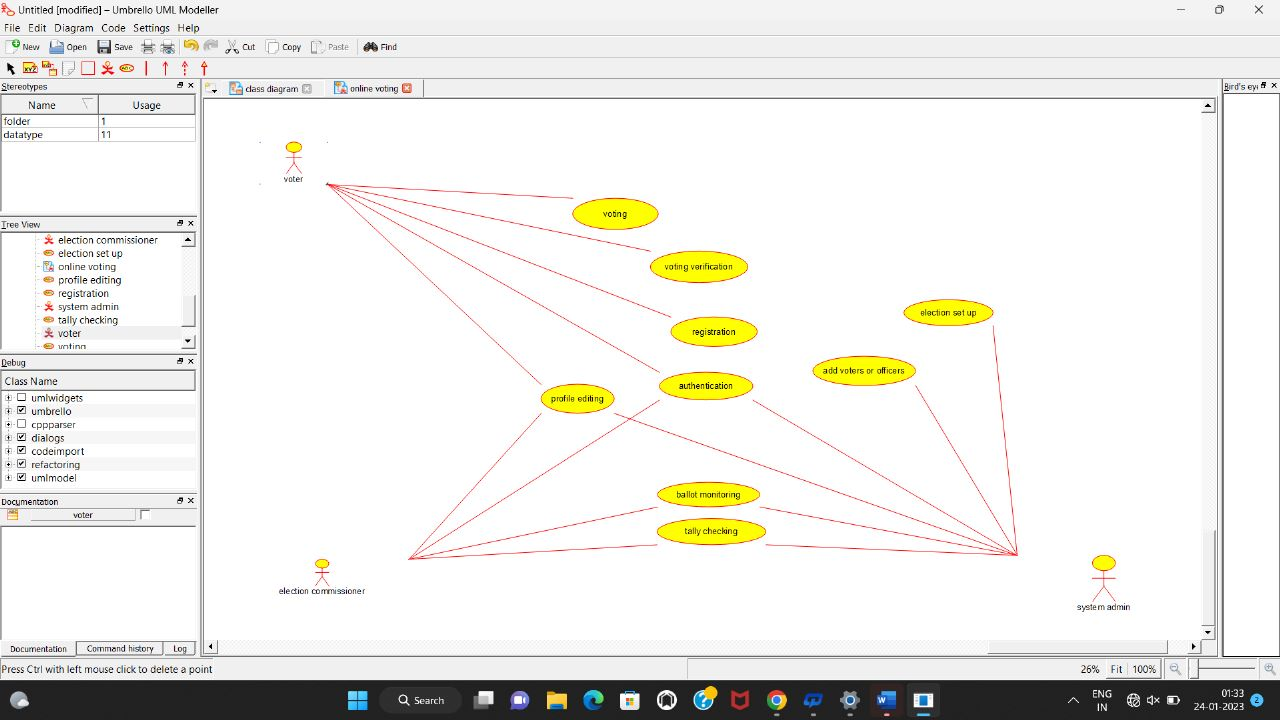 Untitled [modified] – Umbrello UML Modeller
File Edit Diagram Code Settings Help
New Open Save Cut Copy Paste Find
Stereotypes
Name Usage
folder 1
datatype 11
Tree View
election commissioner
election set up
online voting
profile editing
registration
system admin
tally checking
voter
voting
Debug
Class Name
umlwidgets
umbrello
cppparser
dialogs
codeimport
refactoring
umlmodel
Documentation
voter
Documentation Command history Log
Press Ctrl with left mouse click to delete a point
class diagram online voting
Bird's eye
voter
voting
voting verification
registration
election set up
add voters or officers
authentication
profile editing
ballot monitoring
tally checking
election commissioner
system admin
26% Fit 100%
Search
ENG
IN
01:33
24-01-2023
2